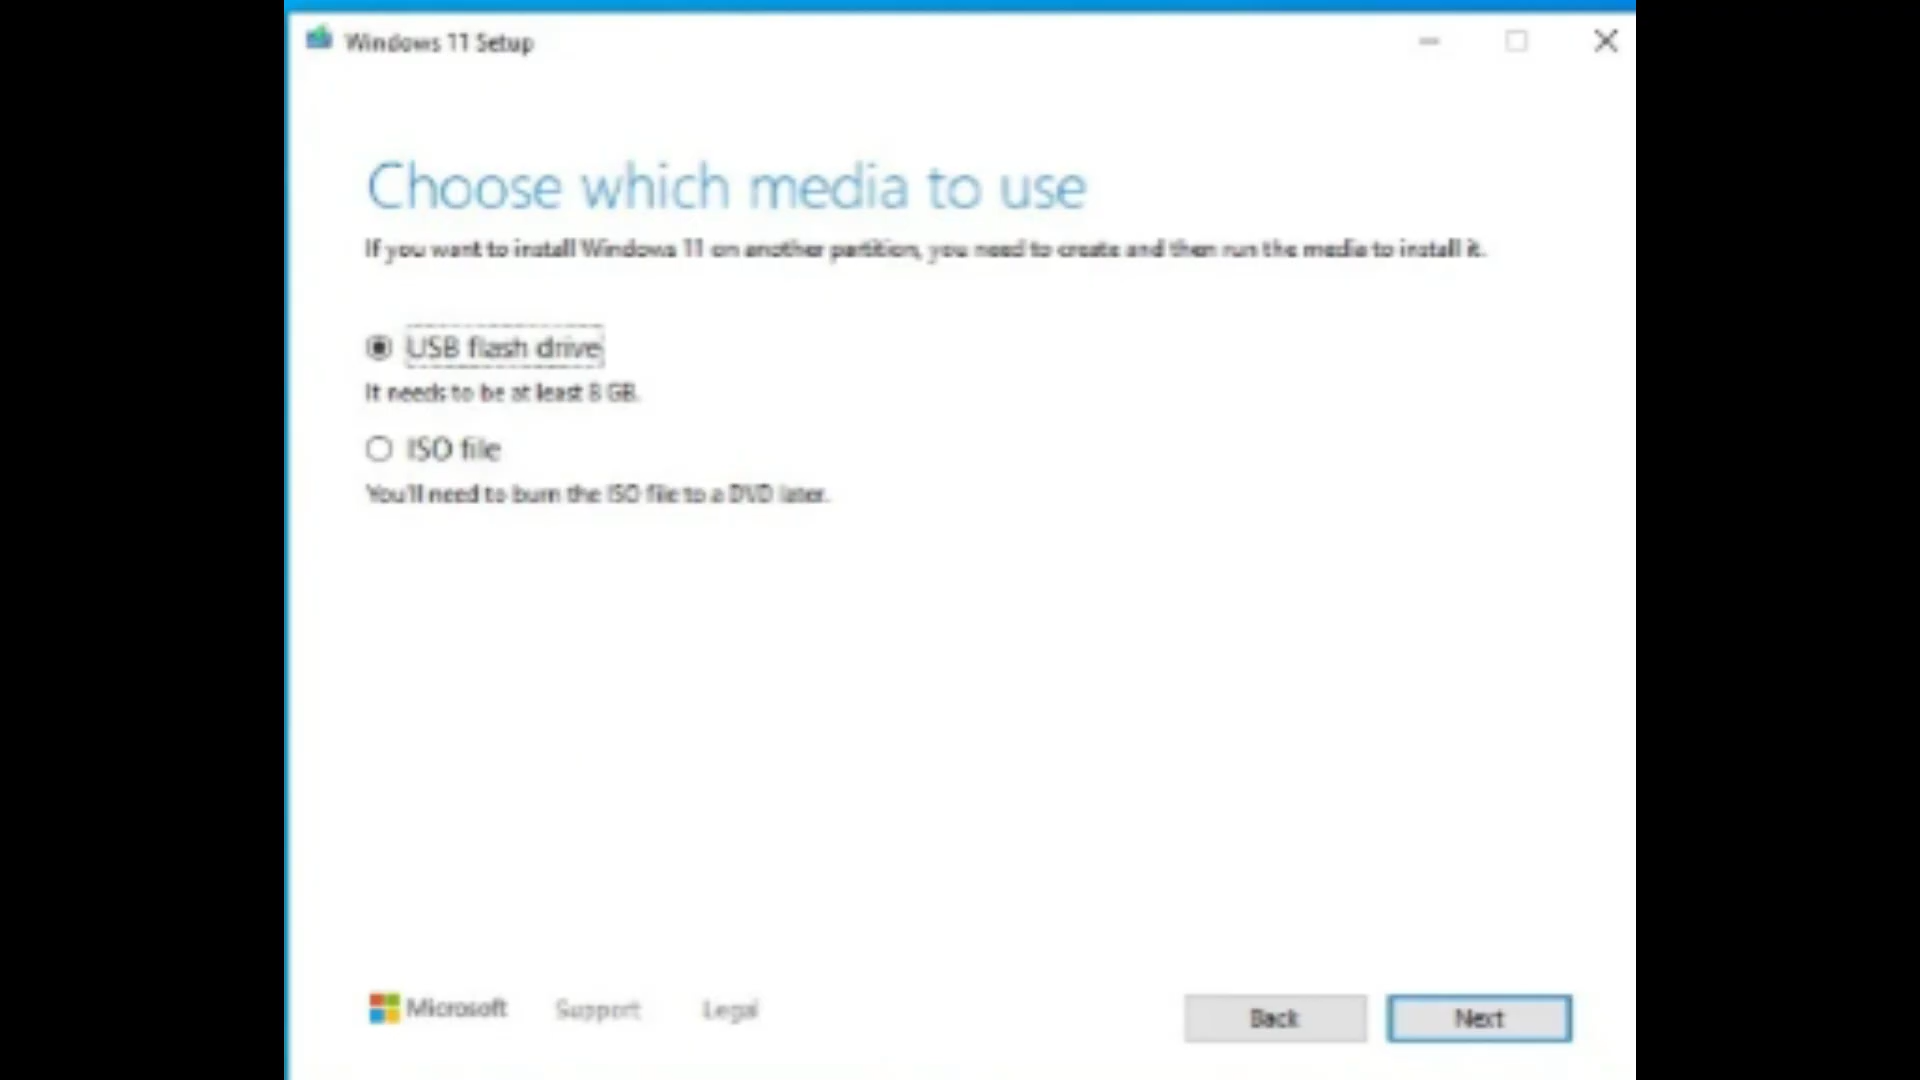 Windows 11 Setup
Choose which media to use
If you want to install Windows 11 on another partition, you need to create and then run the media to install it.
USB flash drive
It needs to be at least 8 GB.
ISO file
You'll need to burn the ISO file to a DVD later.
Microsoft Support Legal Back Next